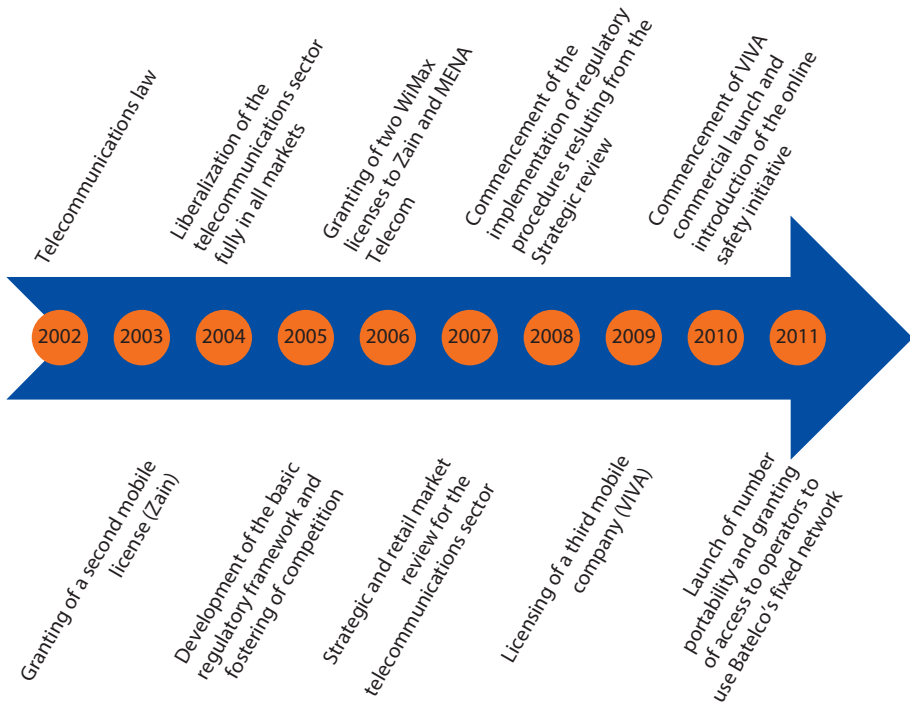 Telecommunications law
Liberalization of the
telecommunications sector
fully in all markets
Granting of two WiMax
licenses to Zain and MENA
Telecom
Commencement of the
implementation of regulatory
procedures resluting from the
Strategic review
Commencement of VIVA
commercial launch and
introduction of the online
safety initiative
2002
2003
2004
2005
2006
2007
2008
2009
2010
2011
Granting of a second mobile
license (Zain)
Development of the basic
regulatory framework and
fostering of competition
Strategic and retail market
review for the
telecommunications sector
Licensing of a third mobile
company (VIVA)
Launch of number
portability and granting
of access to operators to
use Batelco’s fixed network